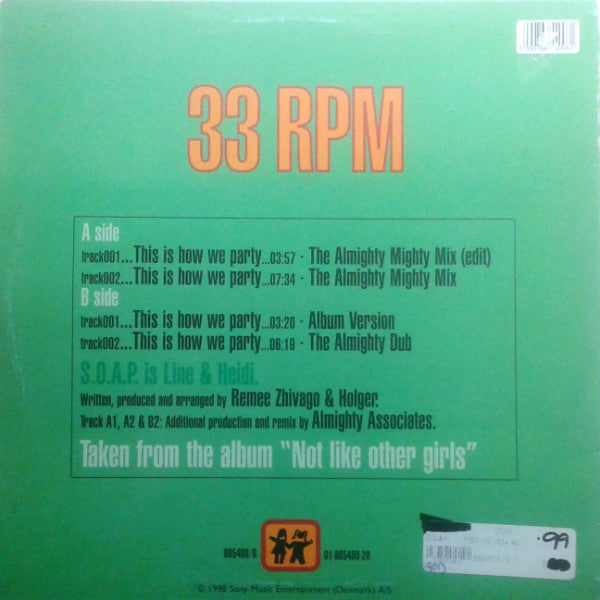 33 RPM
A side
track001...This is how we party...03:57 - The Almighty Mighty Mix (edit)
track002...This is how we party...07:34 - The Almighty Mighty Mix
B side
track001...This is how we party...03:20 - Album Version
track002...This is how we party...06:19 - The Almighty Dub
S.O.A.P. is Line & Heidi.
Written, produced and arranged by Remee Zhivago & Holger.
Track A1, A2 & B2: Additional production and remix by Almighty Associates.
Taken from the album "Not like other girls"
665400/8 01 665400 20
.99
© 1998 Sony Music Entertainment (Denmark) A/S